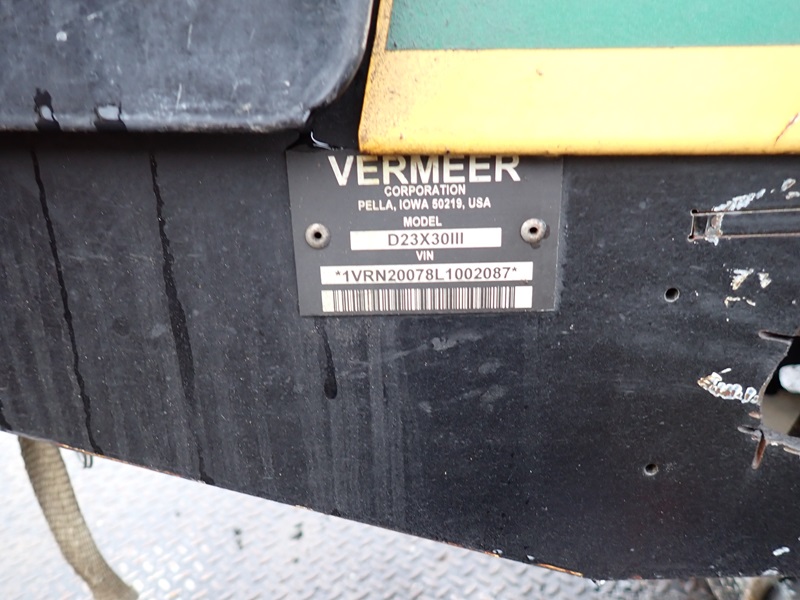 VERMEER
CORPORATION
PELLA, IOWA 50219, USA
MODEL
D23X30III
VIN
*1VRN20078L1002087*